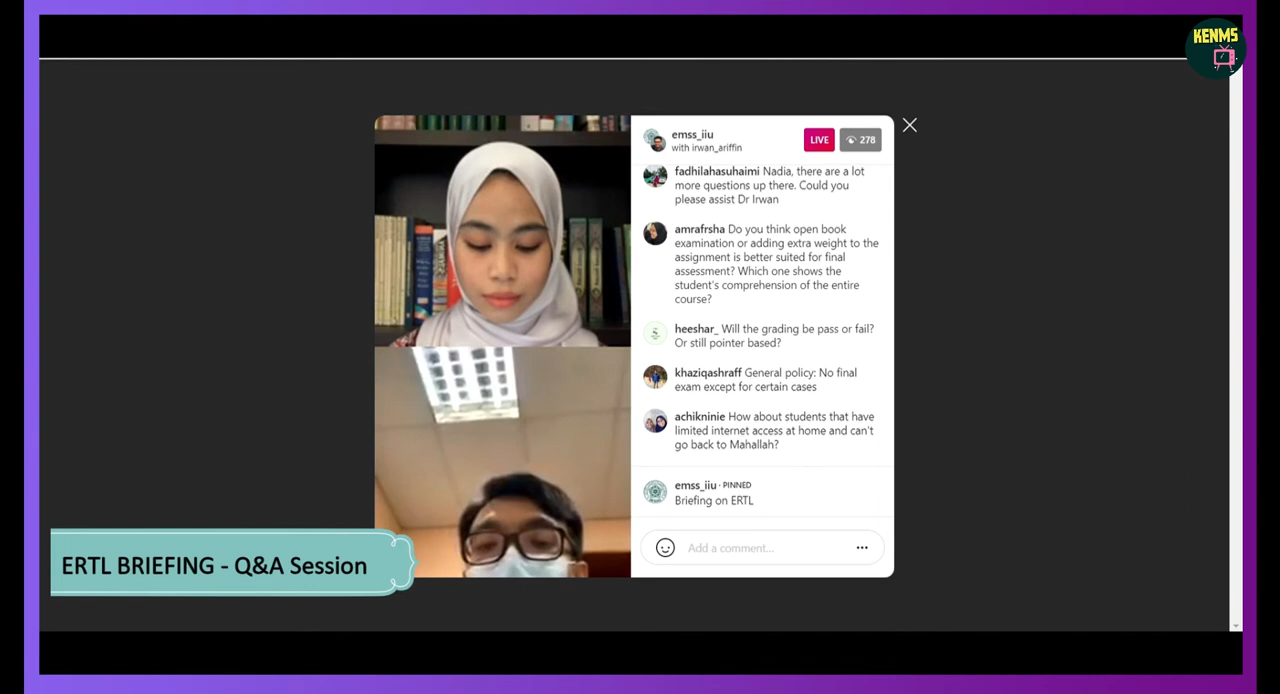 KENMS
emss_iiu
with irwan_ariffin
LIVE
278
fadhilahasuhaimi Nadia, there are a lot
more questions up there. Could you
please assist Dr Irwan
amrafrsha Do you think open book
examination or adding extra weight to the
assignment is better suited for final
assessment? Which one shows the
student's comprehension of the entire
course?
heeshar_ Will the grading be pass or fail?
Or still pointer based?
khaziqashraff General policy: No final
exam except for certain cases
achikninie How about students that have
limited internet access at home and can't
go back to Mahallah?
emss_iiu · PINNED
Briefing on ERTL
Add a comment...
ERTL BRIEFING - Q&A Session